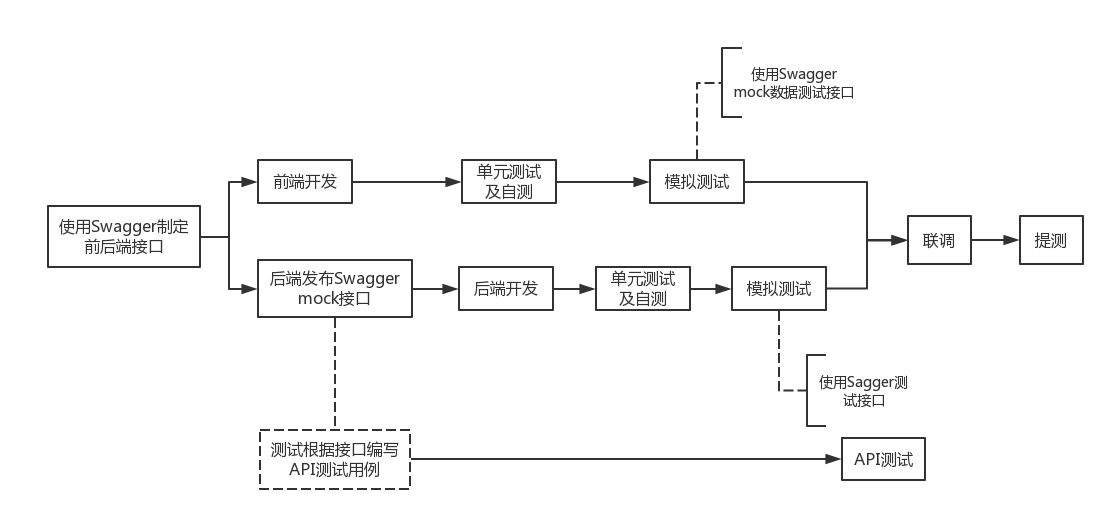 使用Swagger
mock数据测试接口
前端开发
单元测试
及自测
模拟测试
使用Swagger制定
前后端接口
联调
提测
后端发布Swagger
mock接口
后端开发
单元测试
及自测
模拟测试
使用Sagger测
试接口
测试根据接口编写
API测试用例
API测试